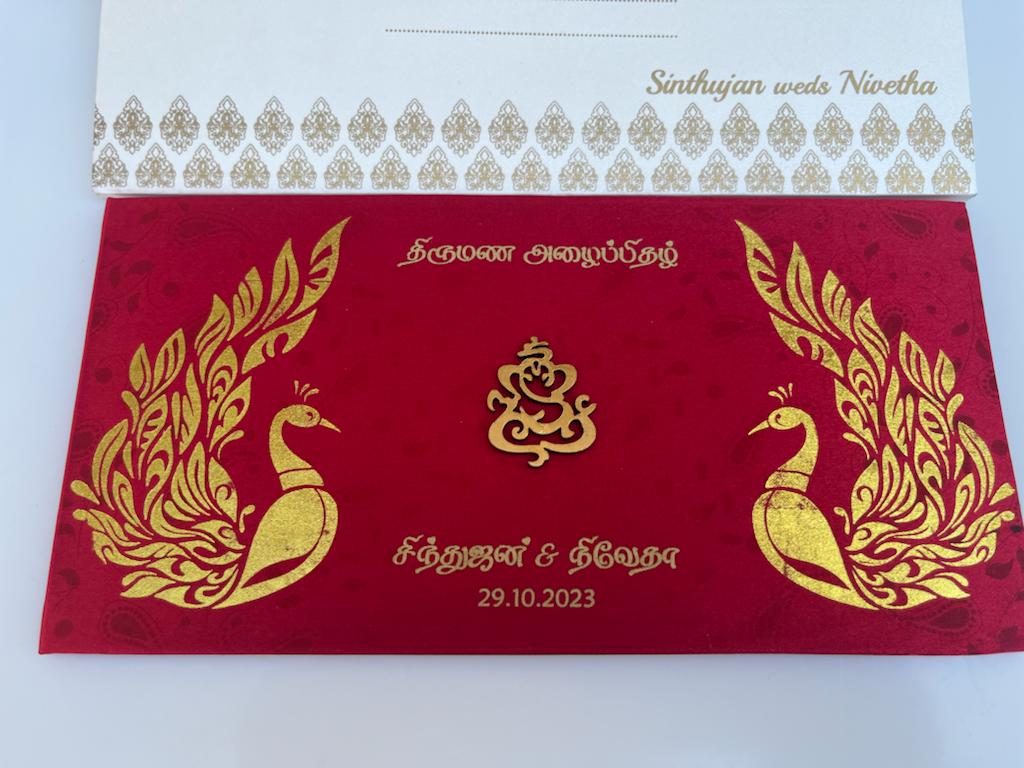 Sinthujan weds Nivetha
திருமண அழைப்பிதழ்
சிந்துஜன் & நிவேதா
29.10.2023